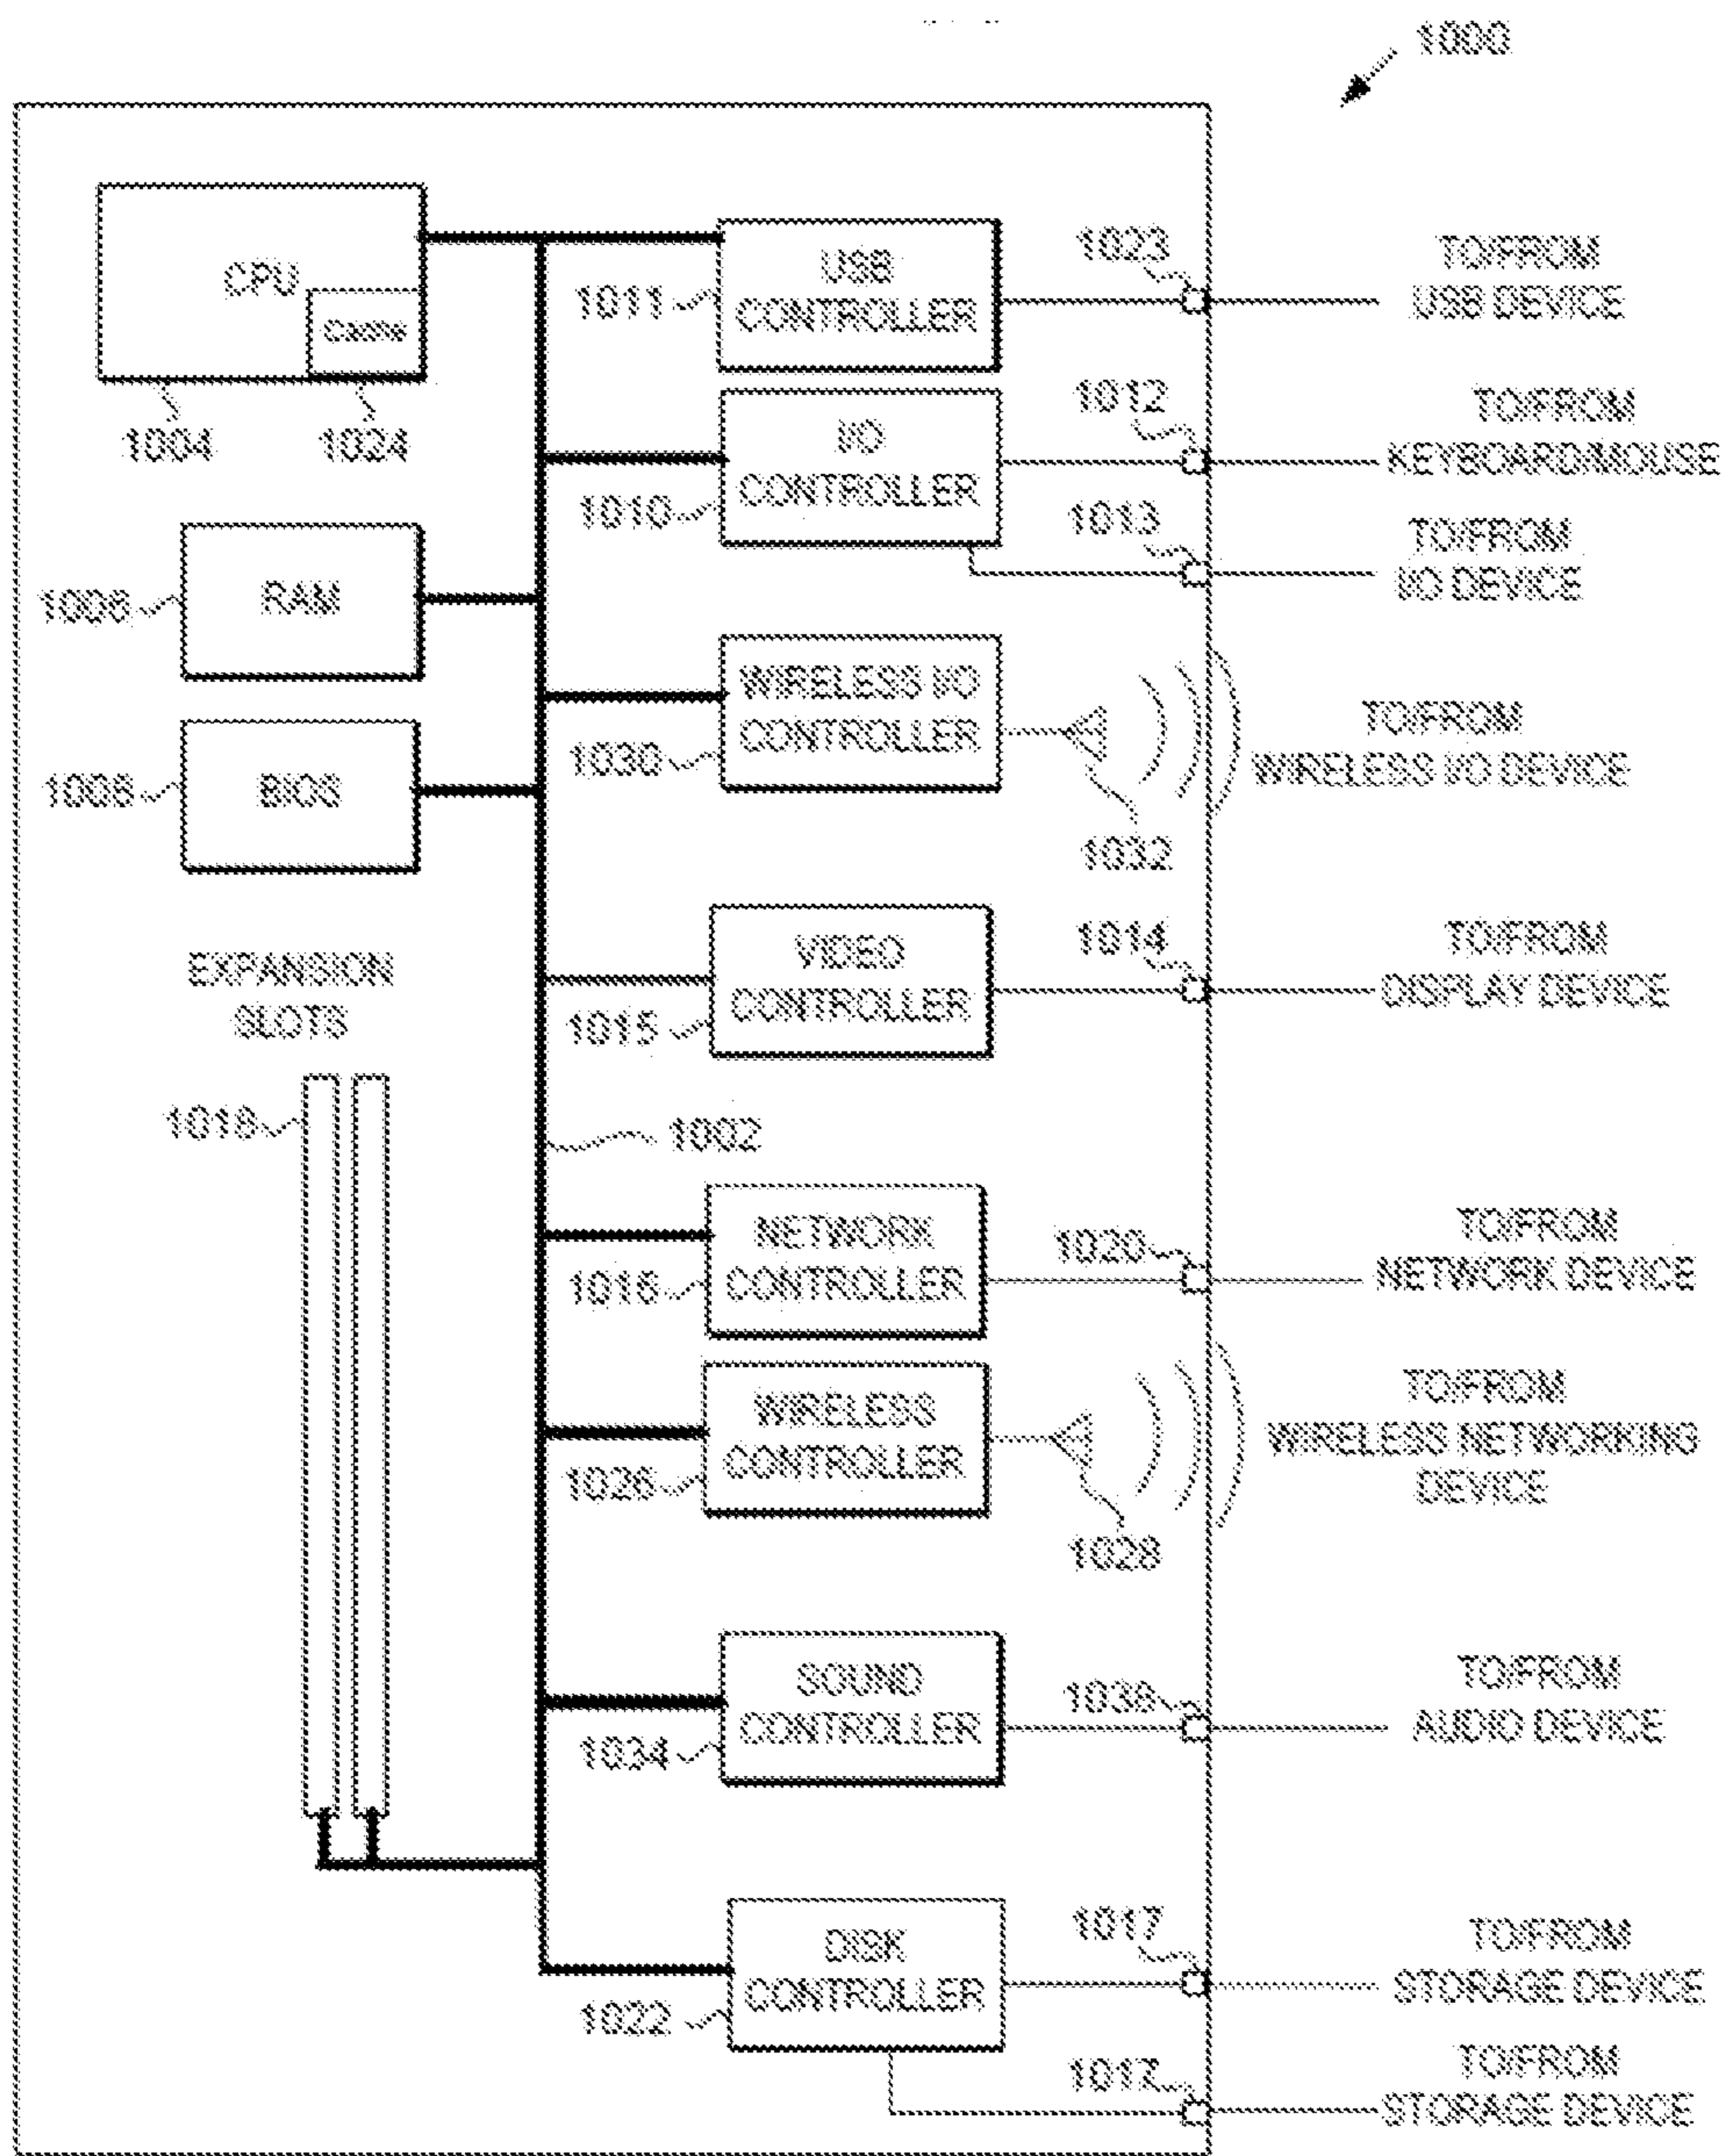 1000
CPU
Cache
1004
1024
USB
CONTROLLER
1011
1023
TO/FROM
USB DEVICE
I/O
CONTROLLER
1010
1012
TO/FROM
KEYBOARD/MOUSE
1013
TO/FROM
I/O DEVICE
RAM
1006
WIRELESS I/O
CONTROLLER
1030
1032
TO/FROM
WIRELESS I/O DEVICE
BIOS
1008
VIDEO
CONTROLLER
1015
1014
TO/FROM
DISPLAY DEVICE
EXPANSION
SLOTS
1018
1002
NETWORK
CONTROLLER
1016
1020
TO/FROM
NETWORK DEVICE
WIRELESS
CONTROLLER
1026
1028
TO/FROM
WIRELESS NETWORKING
DEVICE
SOUND
CONTROLLER
1034
TO/FROM
AUDIO DEVICE
DISK
CONTROLLER
1022
1017
TO/FROM
STORAGE DEVICE
1017
TO/FROM
STORAGE DEVICE